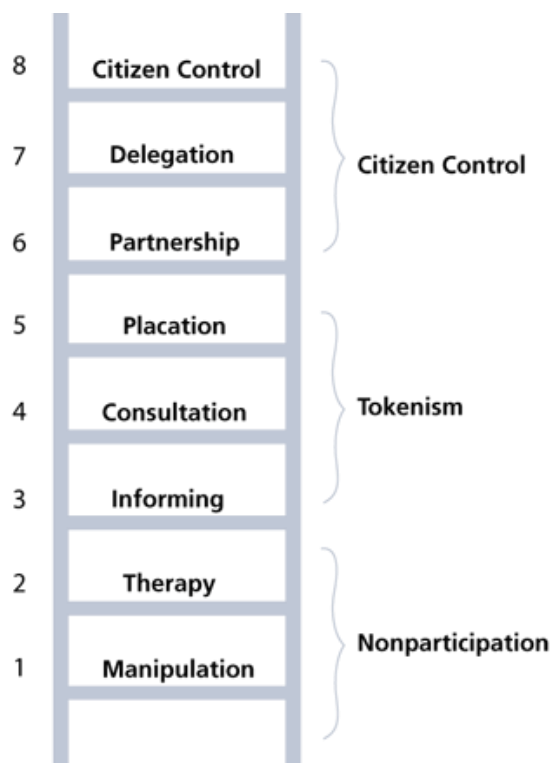 8 Citizen Control
7 Delegation
Citizen Control
6 Partnership
5 Placation
4 Consultation
Tokenism
3 Informing
2 Therapy
Nonparticipation
1 Manipulation